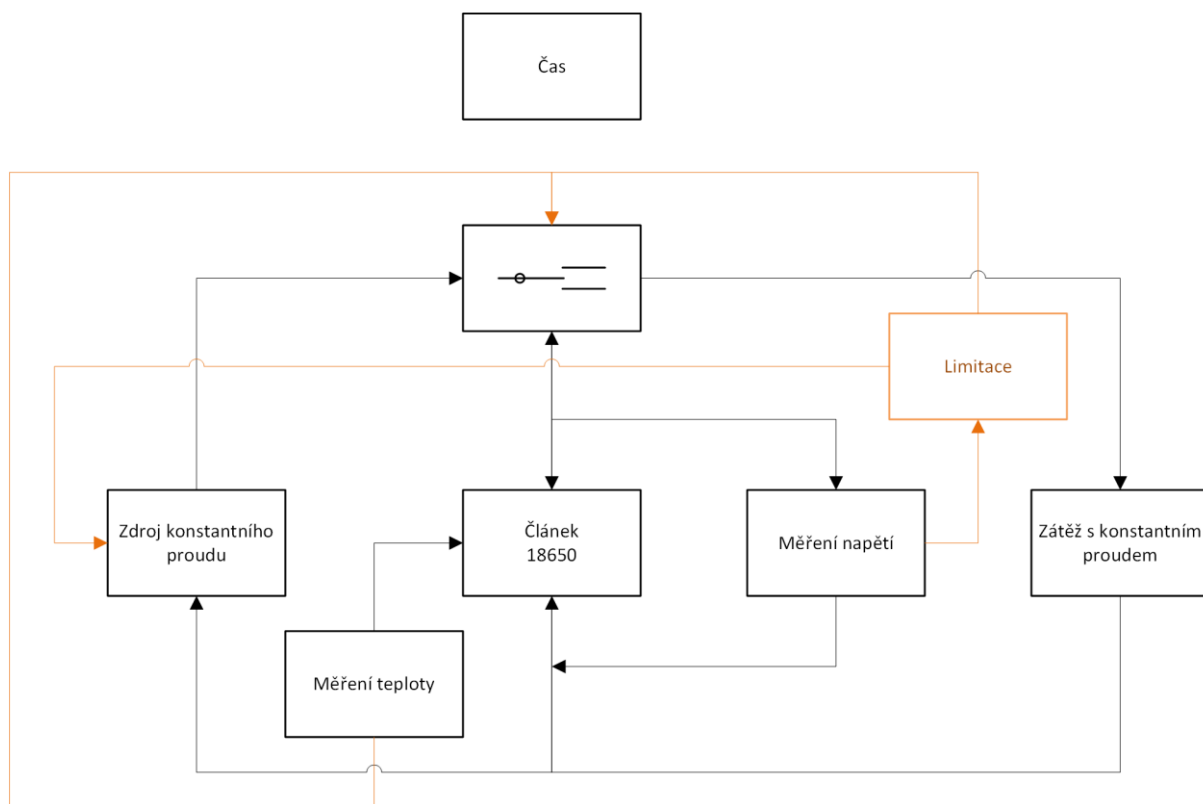 Čas
Limitace
Zdroj konstantního
proudu
Článek
18650
Měření napětí
Zátěž s konstantním
proudem
Měření teploty